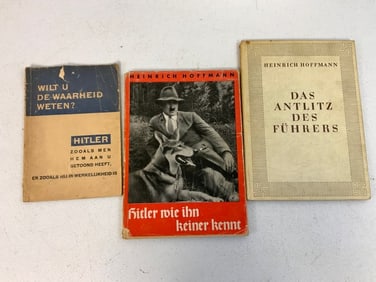 WILT U
DE WAARHEID
WETEN?
HITLER
ZOOALS MEN
HEM AAN U
GETOOND HEEFT,
EN ZOOALS HIJ IN WERKELIJKHEID IS
HEINRICH HOFFMANN
Hitler wie ihn
keiner kennt
HEINRICH HOFFMANN
DAS
ANTLITZ
DES
FÜHRERS